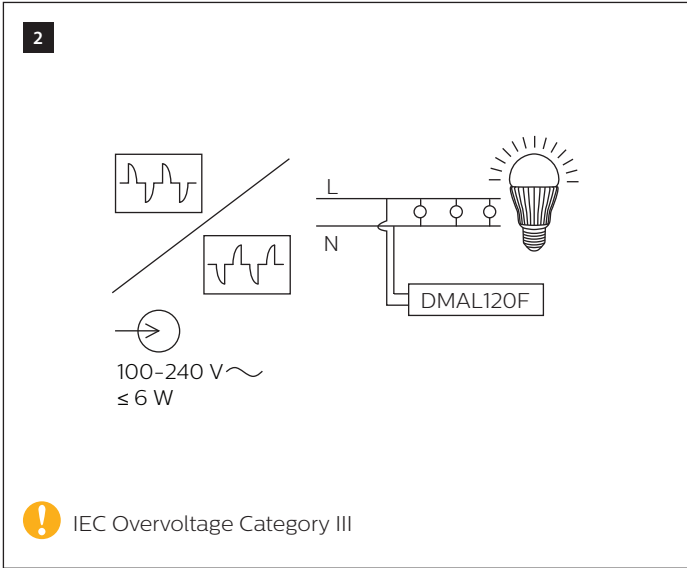 2
L
N
DMAL120F
100-240 V~
≤ 6 W
! IEC Overvoltage Category III